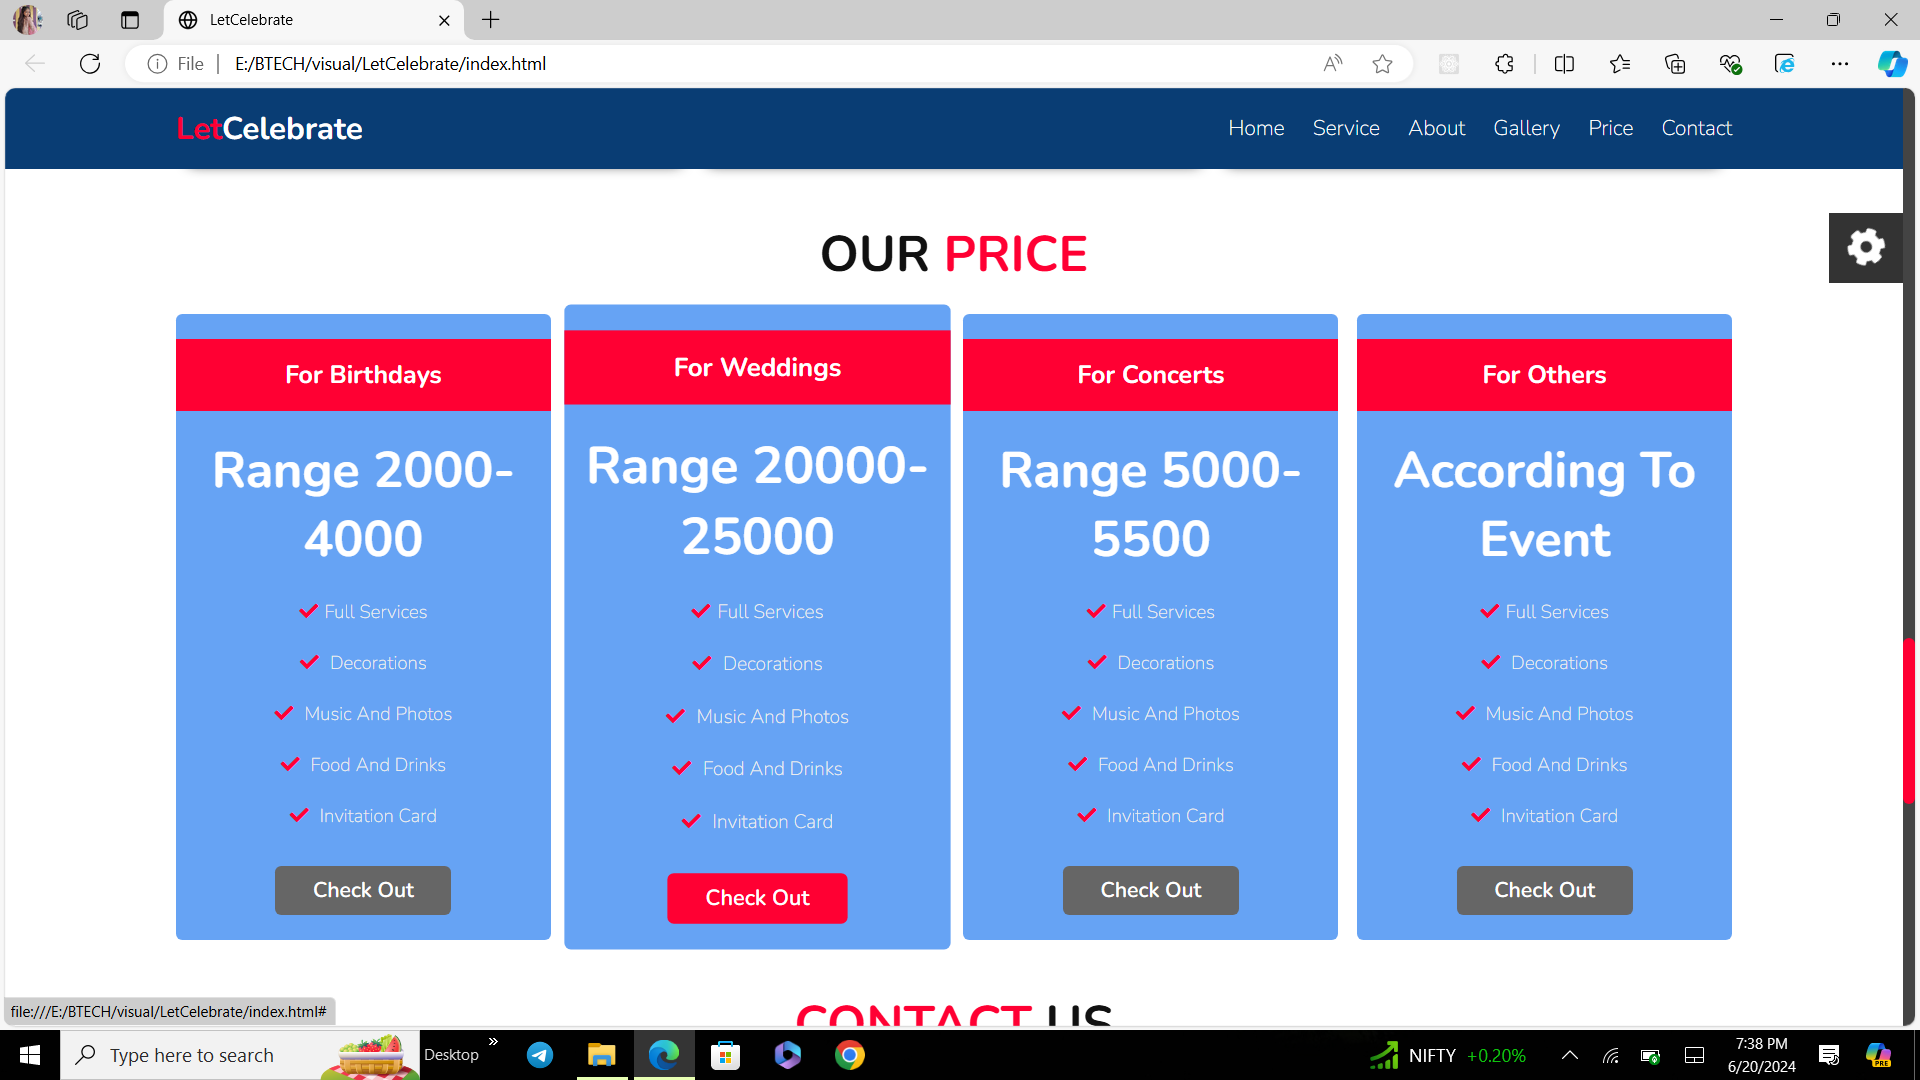 LetCelebrate
File
E:/BTECH/visual/LetCelebrate/index.html
LetCelebrate
Home Service About Gallery Price Contact
OUR PRICE
For Birthdays
Range 2000-
4000
Full Services
Decorations
Music And Photos
Food And Drinks
Invitation Card
Check Out
For Weddings
Range 20000-
25000
Full Services
Decorations
Music And Photos
Food And Drinks
Invitation Card
Check Out
For Concerts
Range 5000-
5500
Full Services
Decorations
Music And Photos
Food And Drinks
Invitation Card
Check Out
For Others
According To
Event
Full Services
Decorations
Music And Photos
Food And Drinks
Invitation Card
Check Out
CONTACT US
file:///E:/BTECH/visual/LetCelebrate/index.html#
Type here to search
Desktop
NIFTY +0.20%
7:38 PM
6/20/2024
PRE